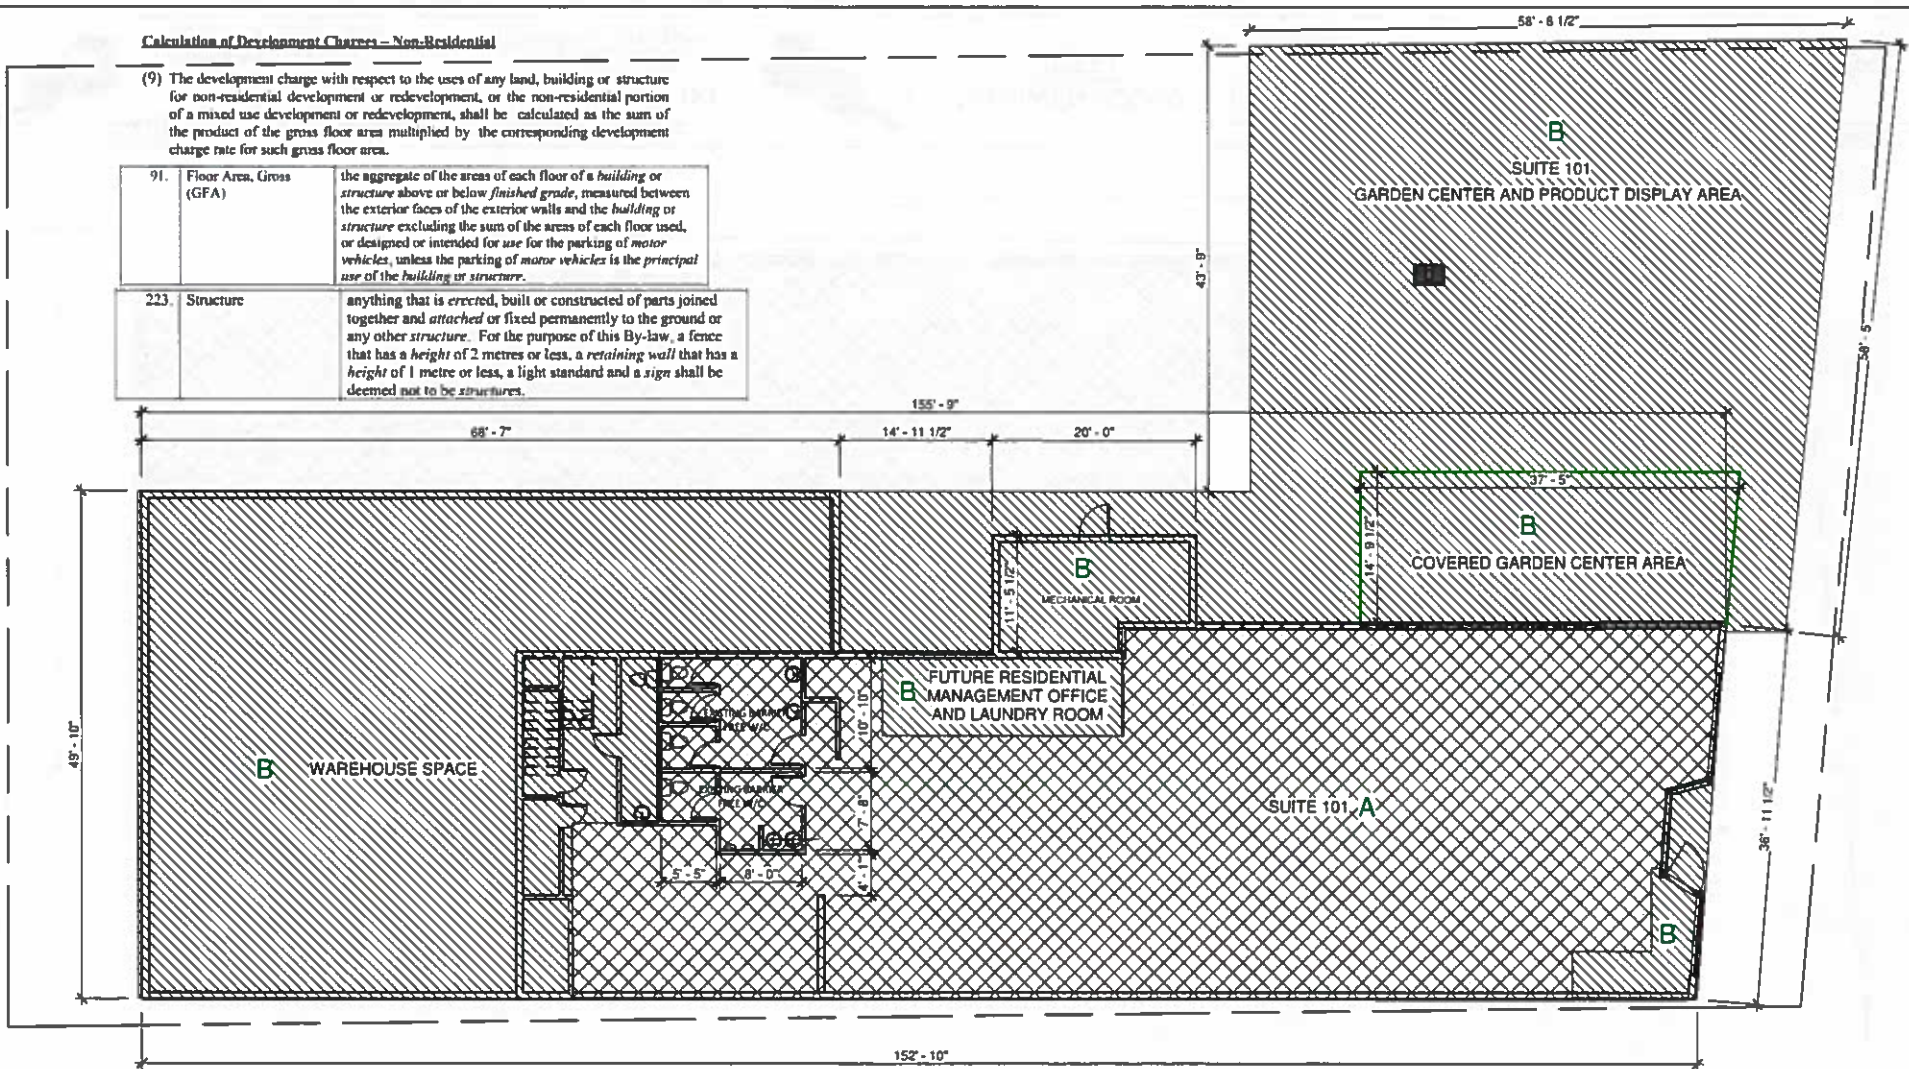 Calculation of Development Charges – Non-Residential
(9) The development charge with respect to the uses of any land, building or structure
for non-residential development or redevelopment, or the non-residential portion
of a mixed use development or redevelopment, shall be calculated as the sum of
the product of the gross floor area multiplied by the corresponding development
charge rate for such gross floor area.
91. Floor Area, Gross (GFA)
the aggregate of the areas of each floor of a building or
structure above or below finished grade, measured between
the exterior faces of the exterior walls and the building or
structure excluding the sum of the areas of each floor used,
or designed or intended for use for the parking of motor
vehicles, unless the parking of motor vehicles is the principal
use of the building or structure.
223. Structure
anything that is erected, built or constructed of parts joined
together and attached or fixed permanently to the ground or
any other structure. For the purpose of this By-law, a fence
that has a height of 2 metres or less, a retaining wall that has a
height of 1 metre or less, a light standard and a sign shall be
deemed not to be structures.
58' - 6 1/2"
B
SUITE 101
GARDEN CENTER AND PRODUCT DISPLAY AREA
43' - 9"
58' - 5"
155' - 9"
68' - 7"
14' - 11 1/2"
20' - 0"
37' - 5"
14' - 9 1/2"
B
COVERED GARDEN CENTER AREA
11' - 5 1/2"
B
MECHANICAL ROOM
49' - 10"
B WAREHOUSE SPACE
EXISTING BARRIER
FREE W/C
EXISTING BARRIER
FREE W/C
10' - 10"
7' - 8"
4' - 1"
5' - 5"
8' - 0"
B FUTURE RESIDENTIAL
MANAGEMENT OFFICE
AND LAUNDRY ROOM
SUITE 101 A
36' - 11 1/2"
B
152' - 10"